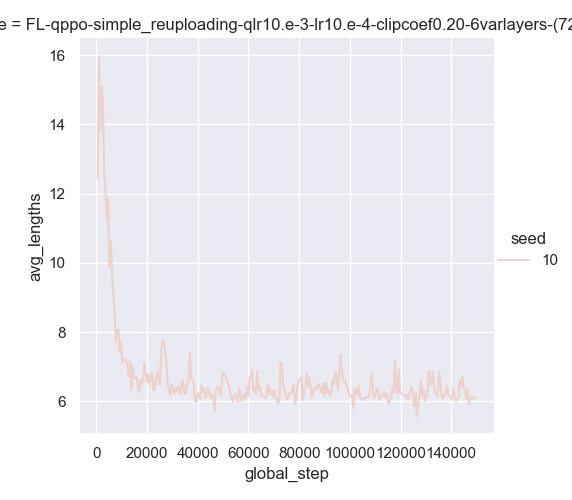 e = FL-qppo-simple_reuploading-qlr10.e-3-lr10.e-4-clipcoef0.20-6varlayers-(72
16
14
12
10
8
6
avg_lengths
seed
10
0 20000 40000 60000 80000 100000 120000 140000
global_step